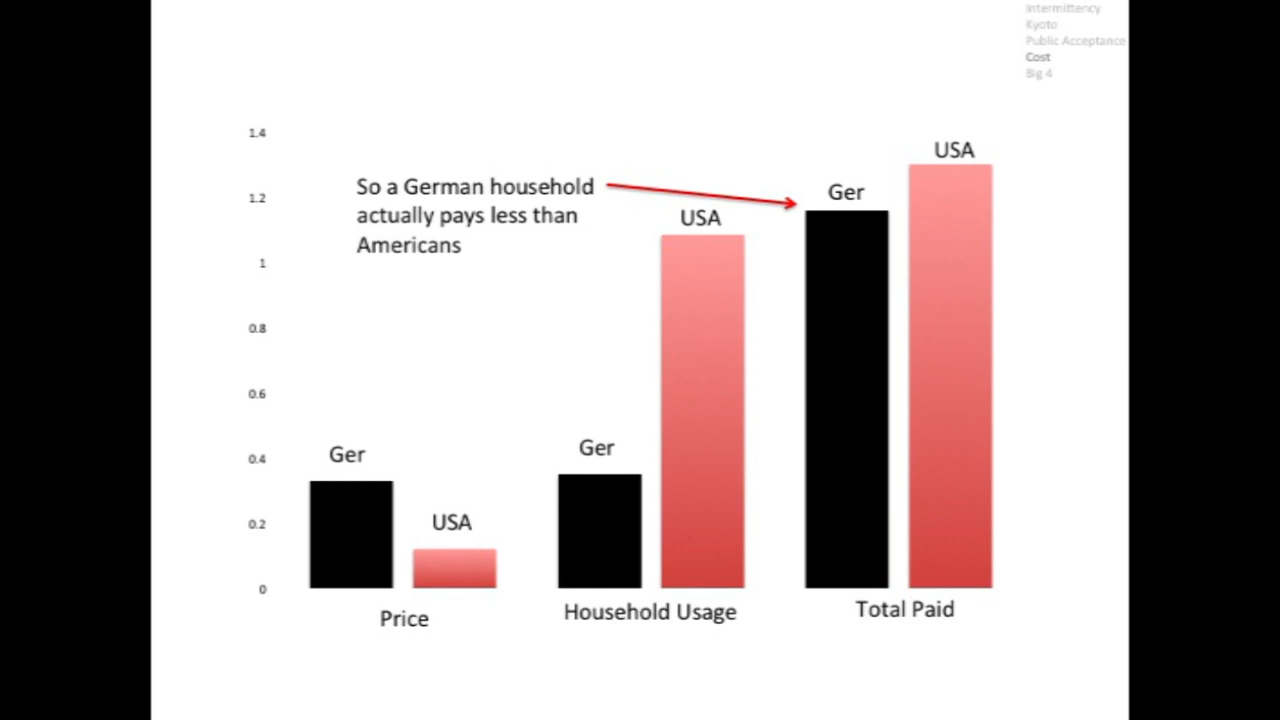 Intermittency
Kyoto
Public Acceptance
Cost
Big 4
1.4
1.2
1
0.8
0.6
0.4
0.2
0
So a German household
actually pays less than
Americans
Ger
USA
Ger
USA
Ger
USA
Price
Household Usage
Total Paid